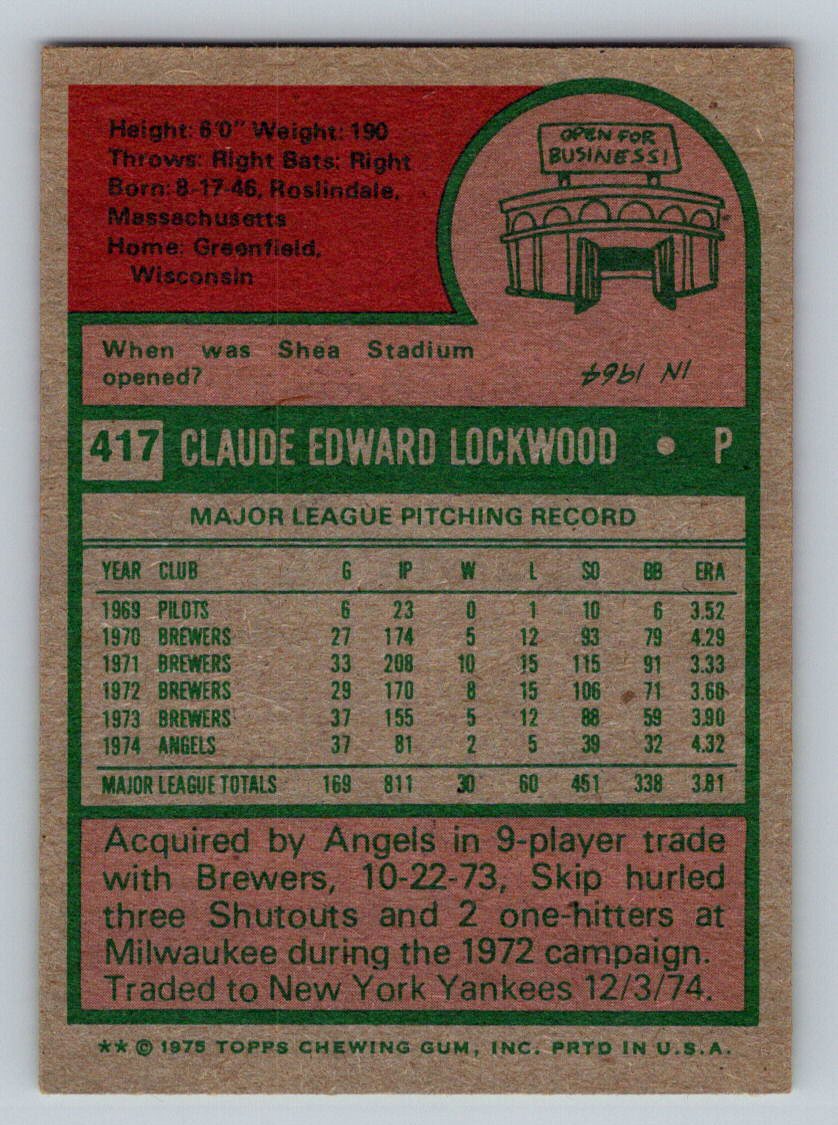 Height: 6'0" Weight: 190
Throws: Right Bats: Right
Born: 8-17-46, Roslindale,
Massachusetts
Home: Greenfield,
Wisconsin
OPEN FOR
BUSINESS!
When was Shea Stadium
opened?
IN 1964
417 CLAUDE EDWARD LOCKWOOD • P
MAJOR LEAGUE PITCHING RECORD
YEAR CLUB G IP W L SO BB ERA
1969 PILOTS 6 23 0 1 10 6 3.52
1970 BREWERS 27 174 5 12 93 79 4.29
1971 BREWERS 33 208 10 15 115 91 3.33
1972 BREWERS 29 170 8 15 106 71 3.60
1973 BREWERS 37 155 5 12 88 59 3.90
1974 ANGELS 37 81 2 5 39 32 4.32
MAJOR LEAGUE TOTALS 169 811 30 60 451 338 3.81
Acquired by Angels in 9-player trade
with Brewers, 10-22-73, Skip hurled
three Shutouts and 2 one-hitters at
Milwaukee during the 1972 campaign.
Traded to New York Yankees 12/3/74.
** © 1975 TOPPS CHEWING GUM, INC. PRTD IN U.S.A.